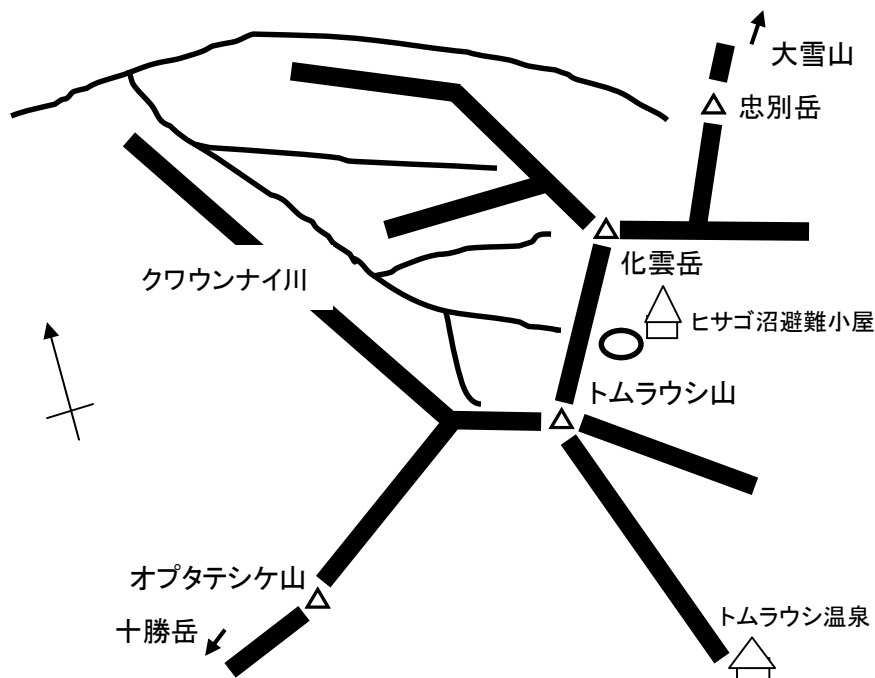 大雪山
忠別岳
化雲岳
クワウンナイ川
ヒサゴ沼避難小屋
トムラウシ山
オプタテシケ山
トムラウシ温泉
十勝岳